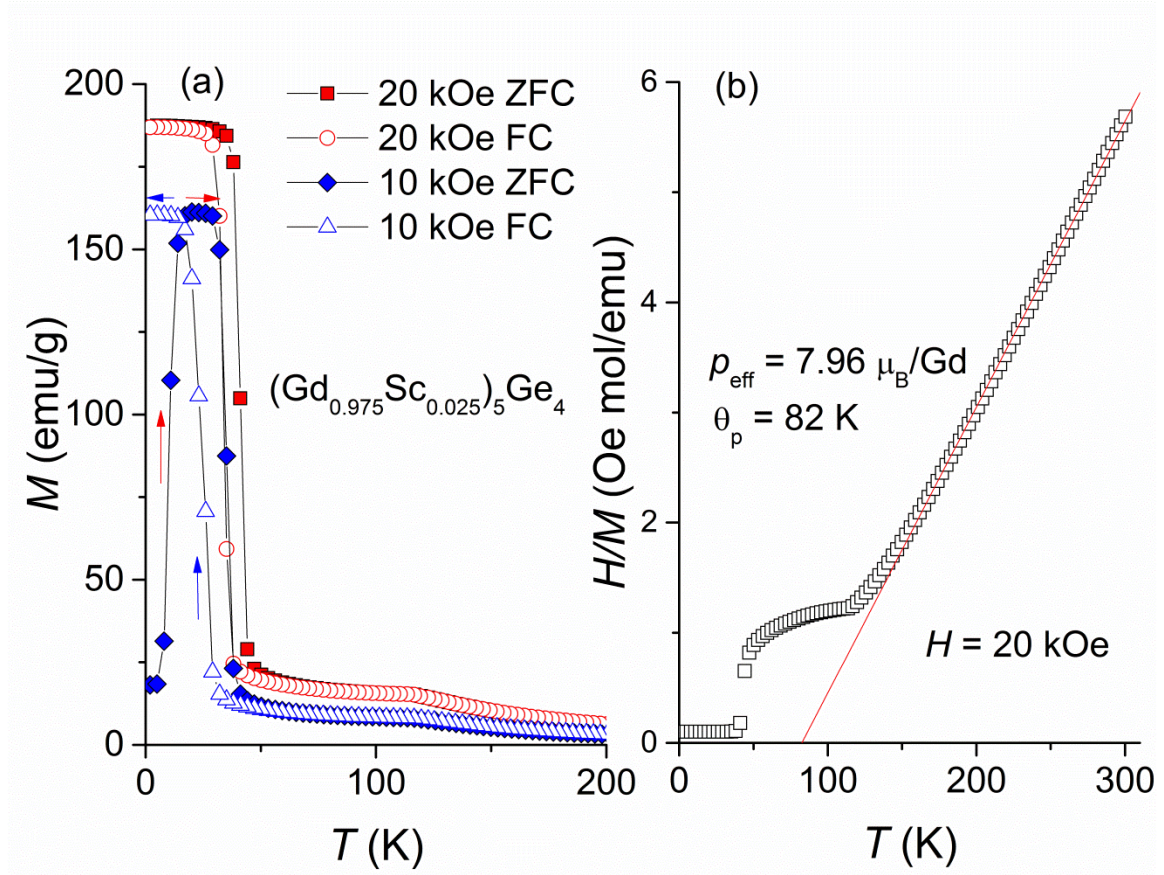 (a)
20 kOe ZFC
20 kOe FC
10 kOe ZFC
10 kOe FC
(Gd0.975Sc0.025)5Ge4
200
150
100
50
0
M (emu/g)
0
100
200
T (K)
(b)
peff = 7.96 μB/Gd
θp = 82 K
H = 20 kOe
6
4
2
0
H/M (Oe mol/emu)
0
100
200
300
T (K)